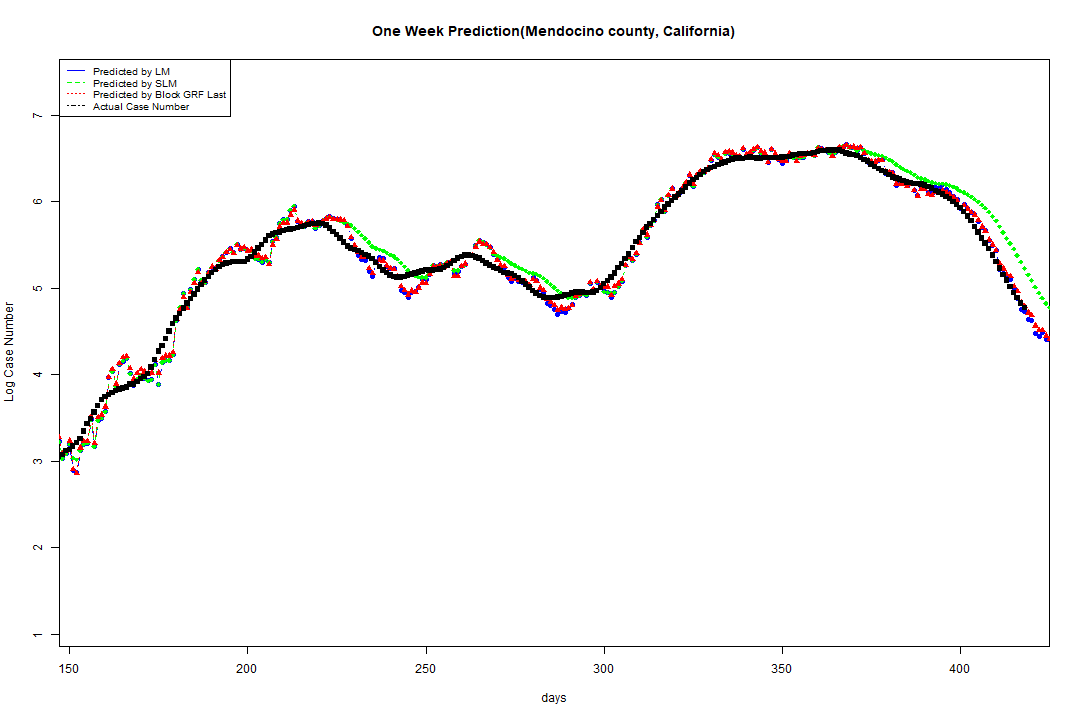 One Week Prediction(Mendocino county, California)
Predicted by LM
Predicted by SLM
Predicted by Block GRF Last
Actual Case Number
7
6
5
4
3
2
1
Log Case Number
150 200 250 300 350 400
days